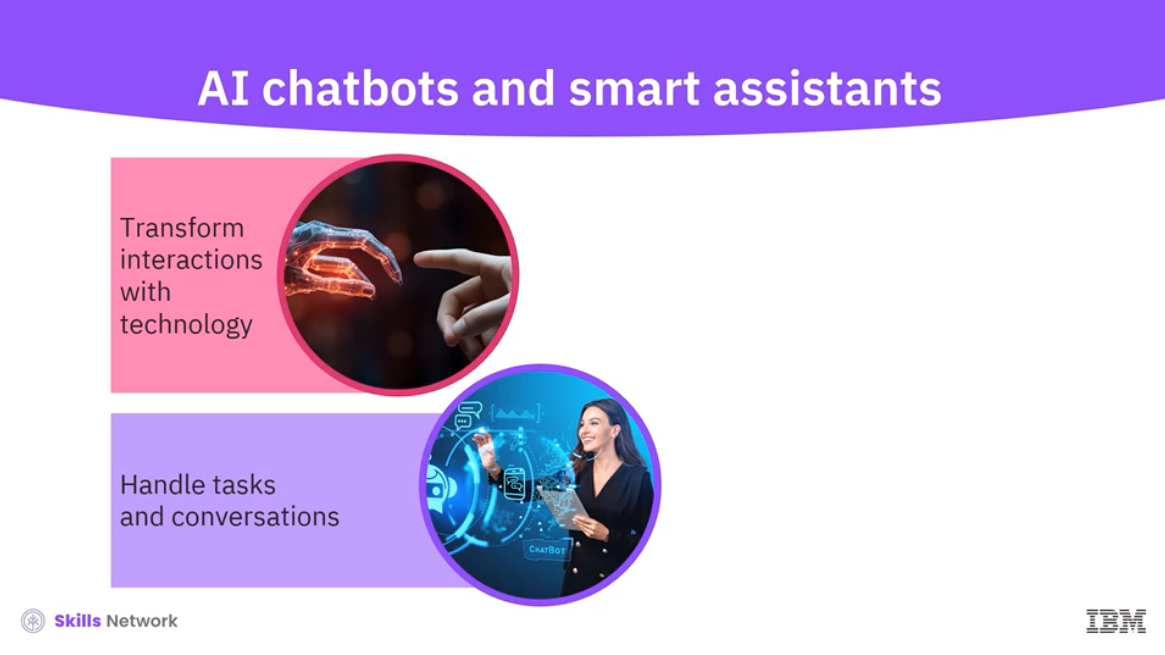 AI chatbots and smart assistants
Transform
interactions
with
technology
Handle tasks
and conversations
CHATBOT
Skills Network
IBM